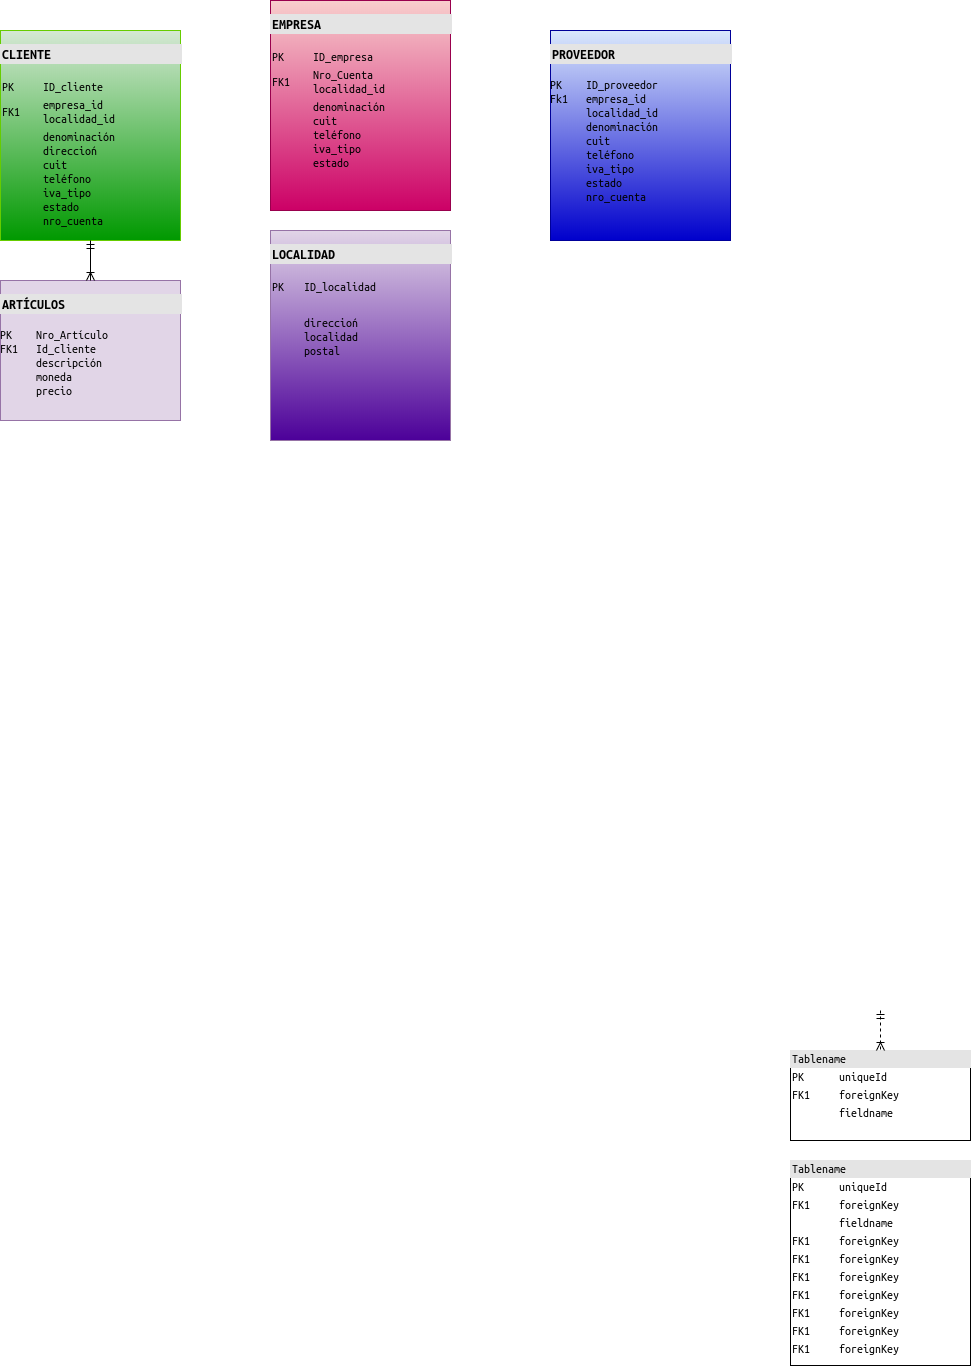 CLIENTE
PK ID_cliente
FK1 empresa_id
localidad_id
denominación
direccioń
cuit
teléfono
iva_tipo
estado
nro_cuenta
ARTÍCULOS
PK Nro_Artículo
FK1 Id_cliente
descripción
moneda
precio
EMPRESA
PK ID_empresa
FK1 Nro_Cuenta
localidad_id
denominación
cuit
teléfono
iva_tipo
estado
LOCALIDAD
PK ID_localidad
direccioń
localidad
postal
PROVEEDOR
PK ID_proveedor
Fk1 empresa_id
localidad_id
denominación
cuit
teléfono
iva_tipo
estado
nro_cuenta
Tablename
PK uniqueId
FK1 foreignKey
fieldname
Tablename
PK uniqueId
FK1 foreignKey
fieldname
FK1 foreignKey
FK1 foreignKey
FK1 foreignKey
FK1 foreignKey
FK1 foreignKey
FK1 foreignKey
FK1 foreignKey